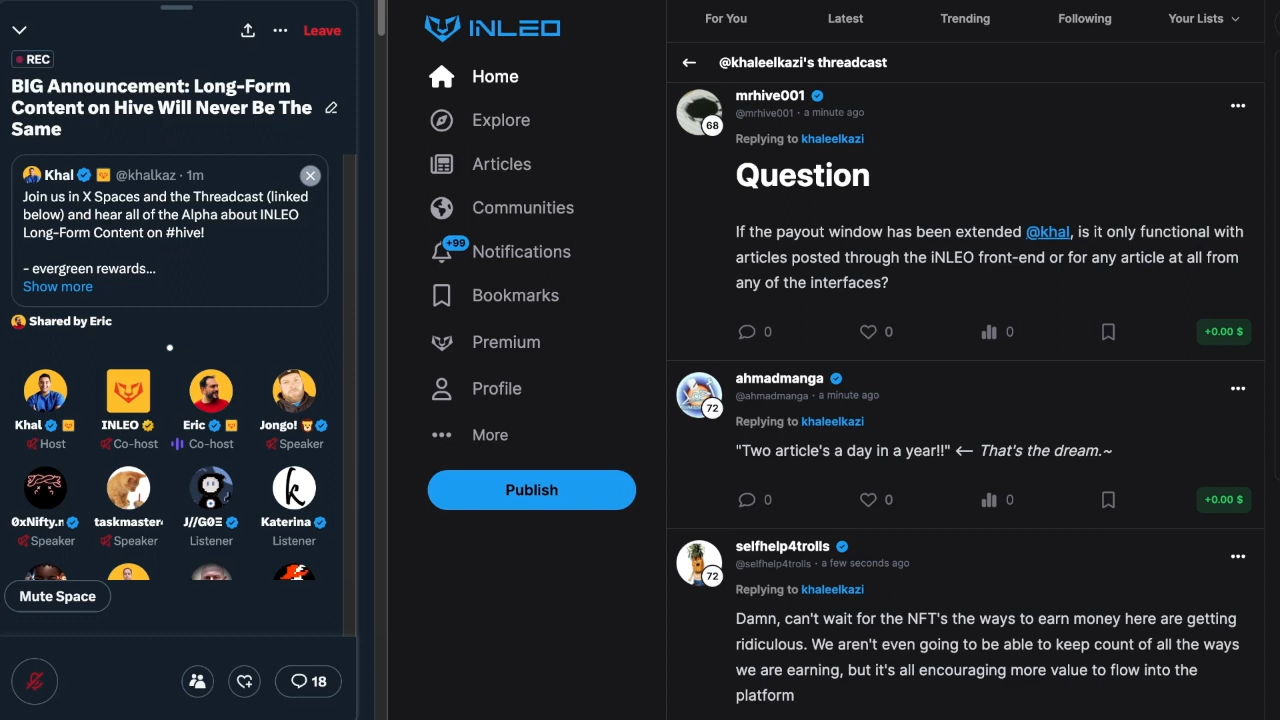 Leave
REC
BIG Announcement: Long-Form
Content on Hive Will Never Be The
Same
Khal @khalkaz · 1m
Join us in X Spaces and the Threadcast (linked
below) and hear all of the Alpha about INLEO
Long-Form Content on #hive!
- evergreen rewards...
Show more
Shared by Eric
Khal INLEO Eric Jongo!
Host Co-host Co-host Speaker
0xNifty.n taskmaster J//GΘΞ Katerina
Speaker Speaker Listener Listener
Mute Space
18
INLEO
Home
Explore
Articles
Communities
+99
Notifications
Bookmarks
Premium
Profile
More
Publish
For You Latest Trending Following Your Lists
@khaleelkazi's threadcast
mrhive001
@mrhive001 · a minute ago
68
Replying to khaleelkazi
Question
If the payout window has been extended @khal, is it only functional with
articles posted through the iNLEO front-end or for any article at all from
any of the interfaces?
0 0 0 +0.00 $
ahmadmanga
@ahmadmanga · a minute ago
72
Replying to khaleelkazi
"Two article's a day in a year!!" <— That's the dream.~
0 0 0 +0.00 $
selfhelp4trolls
@selfhelp4trolls · a few seconds ago
72
Replying to khaleelkazi
Damn, can't wait for the NFT's the ways to earn money here are getting
ridiculous. We aren't even going to be able to keep count of all the ways
we are earning, but it's all encouraging more value to flow into the
platform